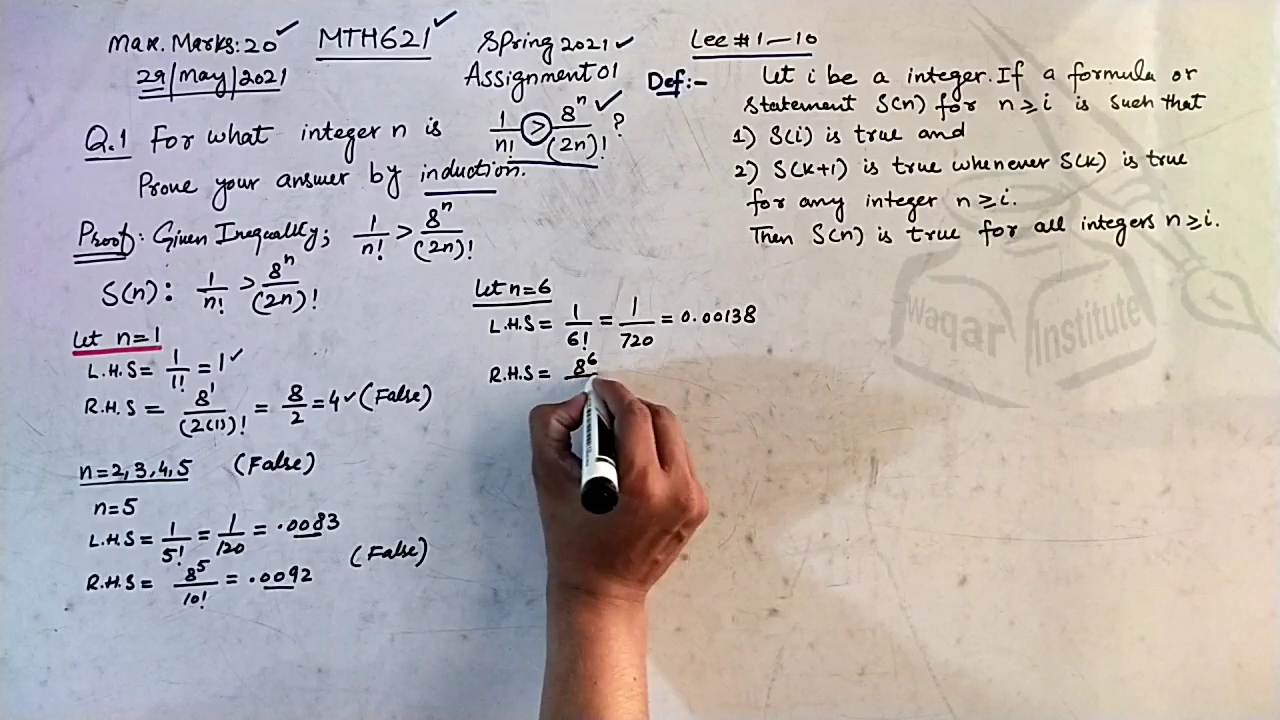 Max. Marks: 20 ✓ MTH621 ✓ Spring 2021 ✓ Lec # 1 – 10
29/May/2021 Assignment 01
Q.1 For what integer n is 1/n! > 8^n/(2n)! ✓ ?
Prove your answer by induction.
Proof: Given Inequality; 1/n! > 8^n/(2n)!
S(n): 1/n! > 8^n/(2n)!
Let n=1
L.H.S = 1/1! = 1 ✓
R.H.S = 8^1/(2(1))! = 8/2 = 4 ✓ (False)
n=2,3,4,5 (False)
n=5
L.H.S = 1/5! = 1/120 = .0083
(False)
R.H.S = 8^5/10! = .0092
Let n=6
L.H.S = 1/6! = 1/720 = 0.00138
R.H.S = 8^6
Def:- Let i be a integer. If a formula or
statement S(n) for n ≥ i is such that
1) S(i) is true and
2) S(k+1) is true whenever S(k) is true
for any integer n ≥ i.
Then S(n) is true for all integers n ≥ i.
Waqar Institute